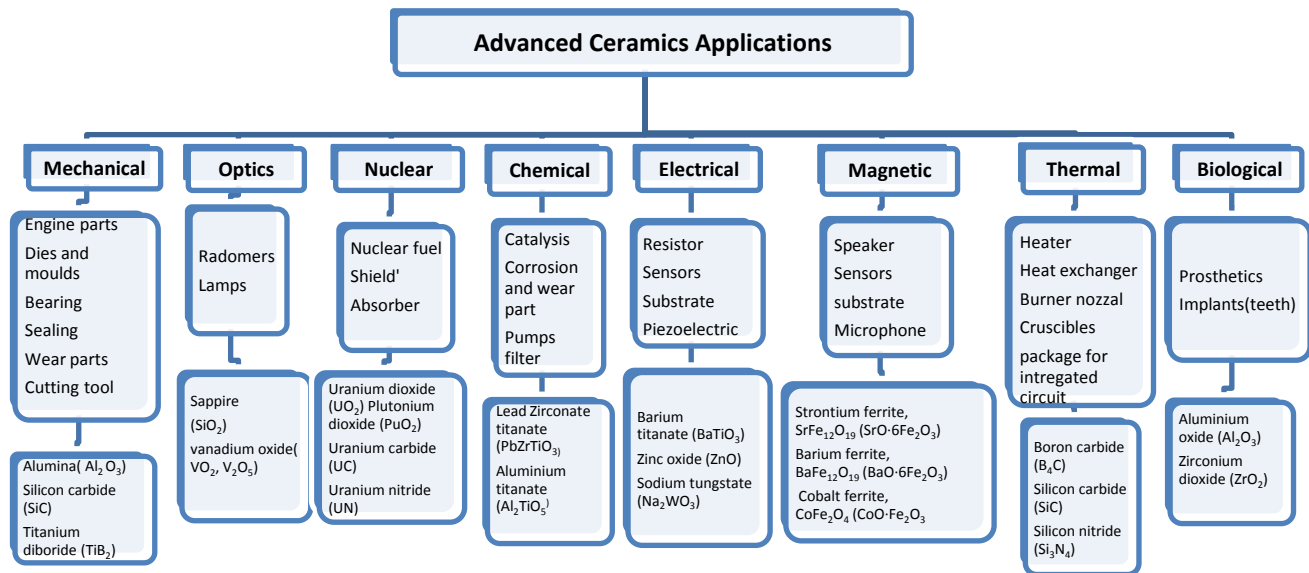 Advanced Ceramics Applications
Mechanical
Optics
Nuclear
Chemical
Electrical
Magnetic
Thermal
Biological
Engine parts
Dies and
moulds
Bearing
Sealing
Wear parts
Cutting tool
Alumina( Al₂O₃)
Silicon carbide
(SiC)
Titanium
diboride (TiB₂)
Radomers
Lamps
Sappire
(SiO₂)
vanadium oxide(
VO₂, V₂O₅)
Nuclear fuel
Shield'
Absorber
Uranium dioxide
(UO₂) Plutonium
dioxide (PuO₂)
Uranium carbide
(UC)
Uranium nitride
(UN)
Catalysis
Corrosion
and wear
part
Pumps
filter
Lead Zirconate
titanate
(PbZrTiO₃)
Aluminium
titanate
(Al₂TiO₅⁾
Resistor
Sensors
Substrate
Piezoelectric
Barium
titanate (BaTiO₃)
Zinc oxide (ZnO)
Sodium tungstate
(Na₂WO₃)
Speaker
Sensors
substrate
Microphone
Strontium ferrite,
SrFe₁₂O₁₉ (SrO·6Fe₂O₃)
Barium ferrite,
BaFe₁₂O₁₉ (BaO·6Fe₂O₃)
Cobalt ferrite,
CoFe₂O₄ (CoO·Fe₂O₃
Heater
Heat exchanger
Burner nozzal
Cruscibles
package for
intregated
circuit
Boron carbide
(B₄C)
Silicon carbide
(SiC)
Silicon nitride
(Si₃N₄)
Prosthetics
Implants(teeth)
Aluminium
oxide (Al₂O₃)
Zirconium
dioxide (ZrO₂)